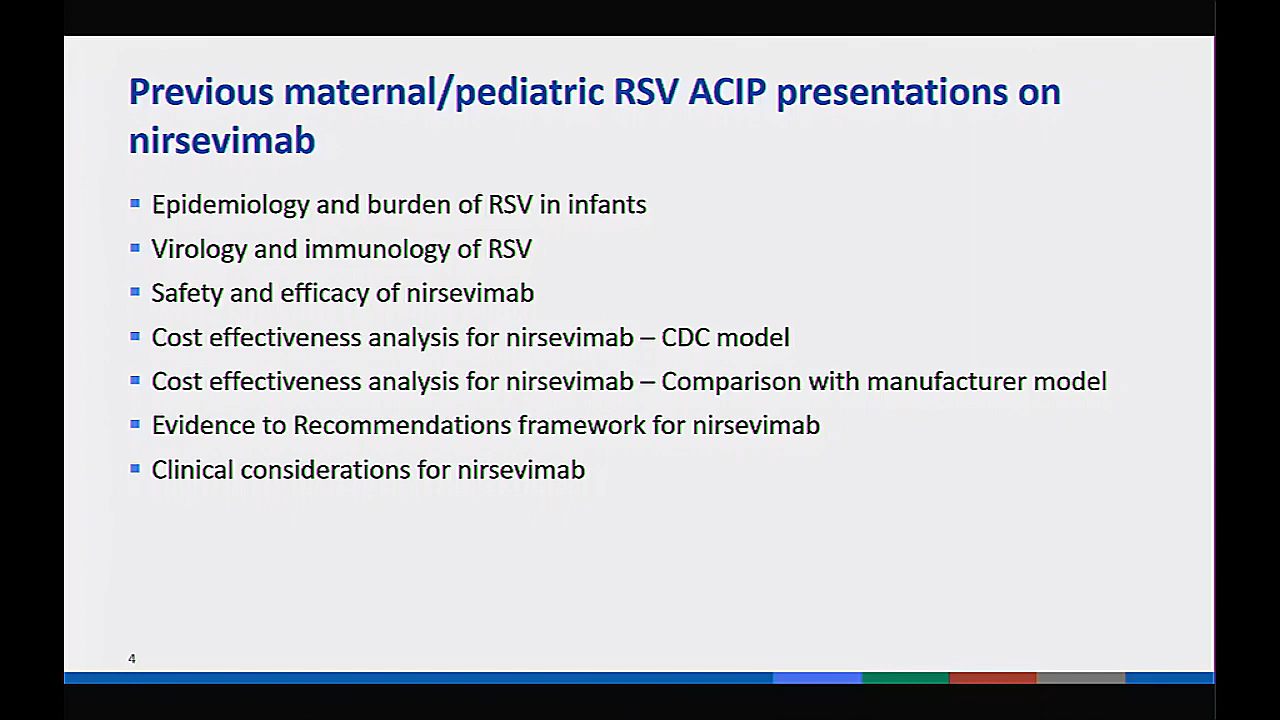 Previous maternal/pediatric RSV ACIP presentations on
nirsevimab
Epidemiology and burden of RSV in infants
Virology and immunology of RSV
Safety and efficacy of nirsevimab
Cost effectiveness analysis for nirsevimab – CDC model
Cost effectiveness analysis for nirsevimab – Comparison with manufacturer model
Evidence to Recommendations framework for nirsevimab
Clinical considerations for nirsevimab
4